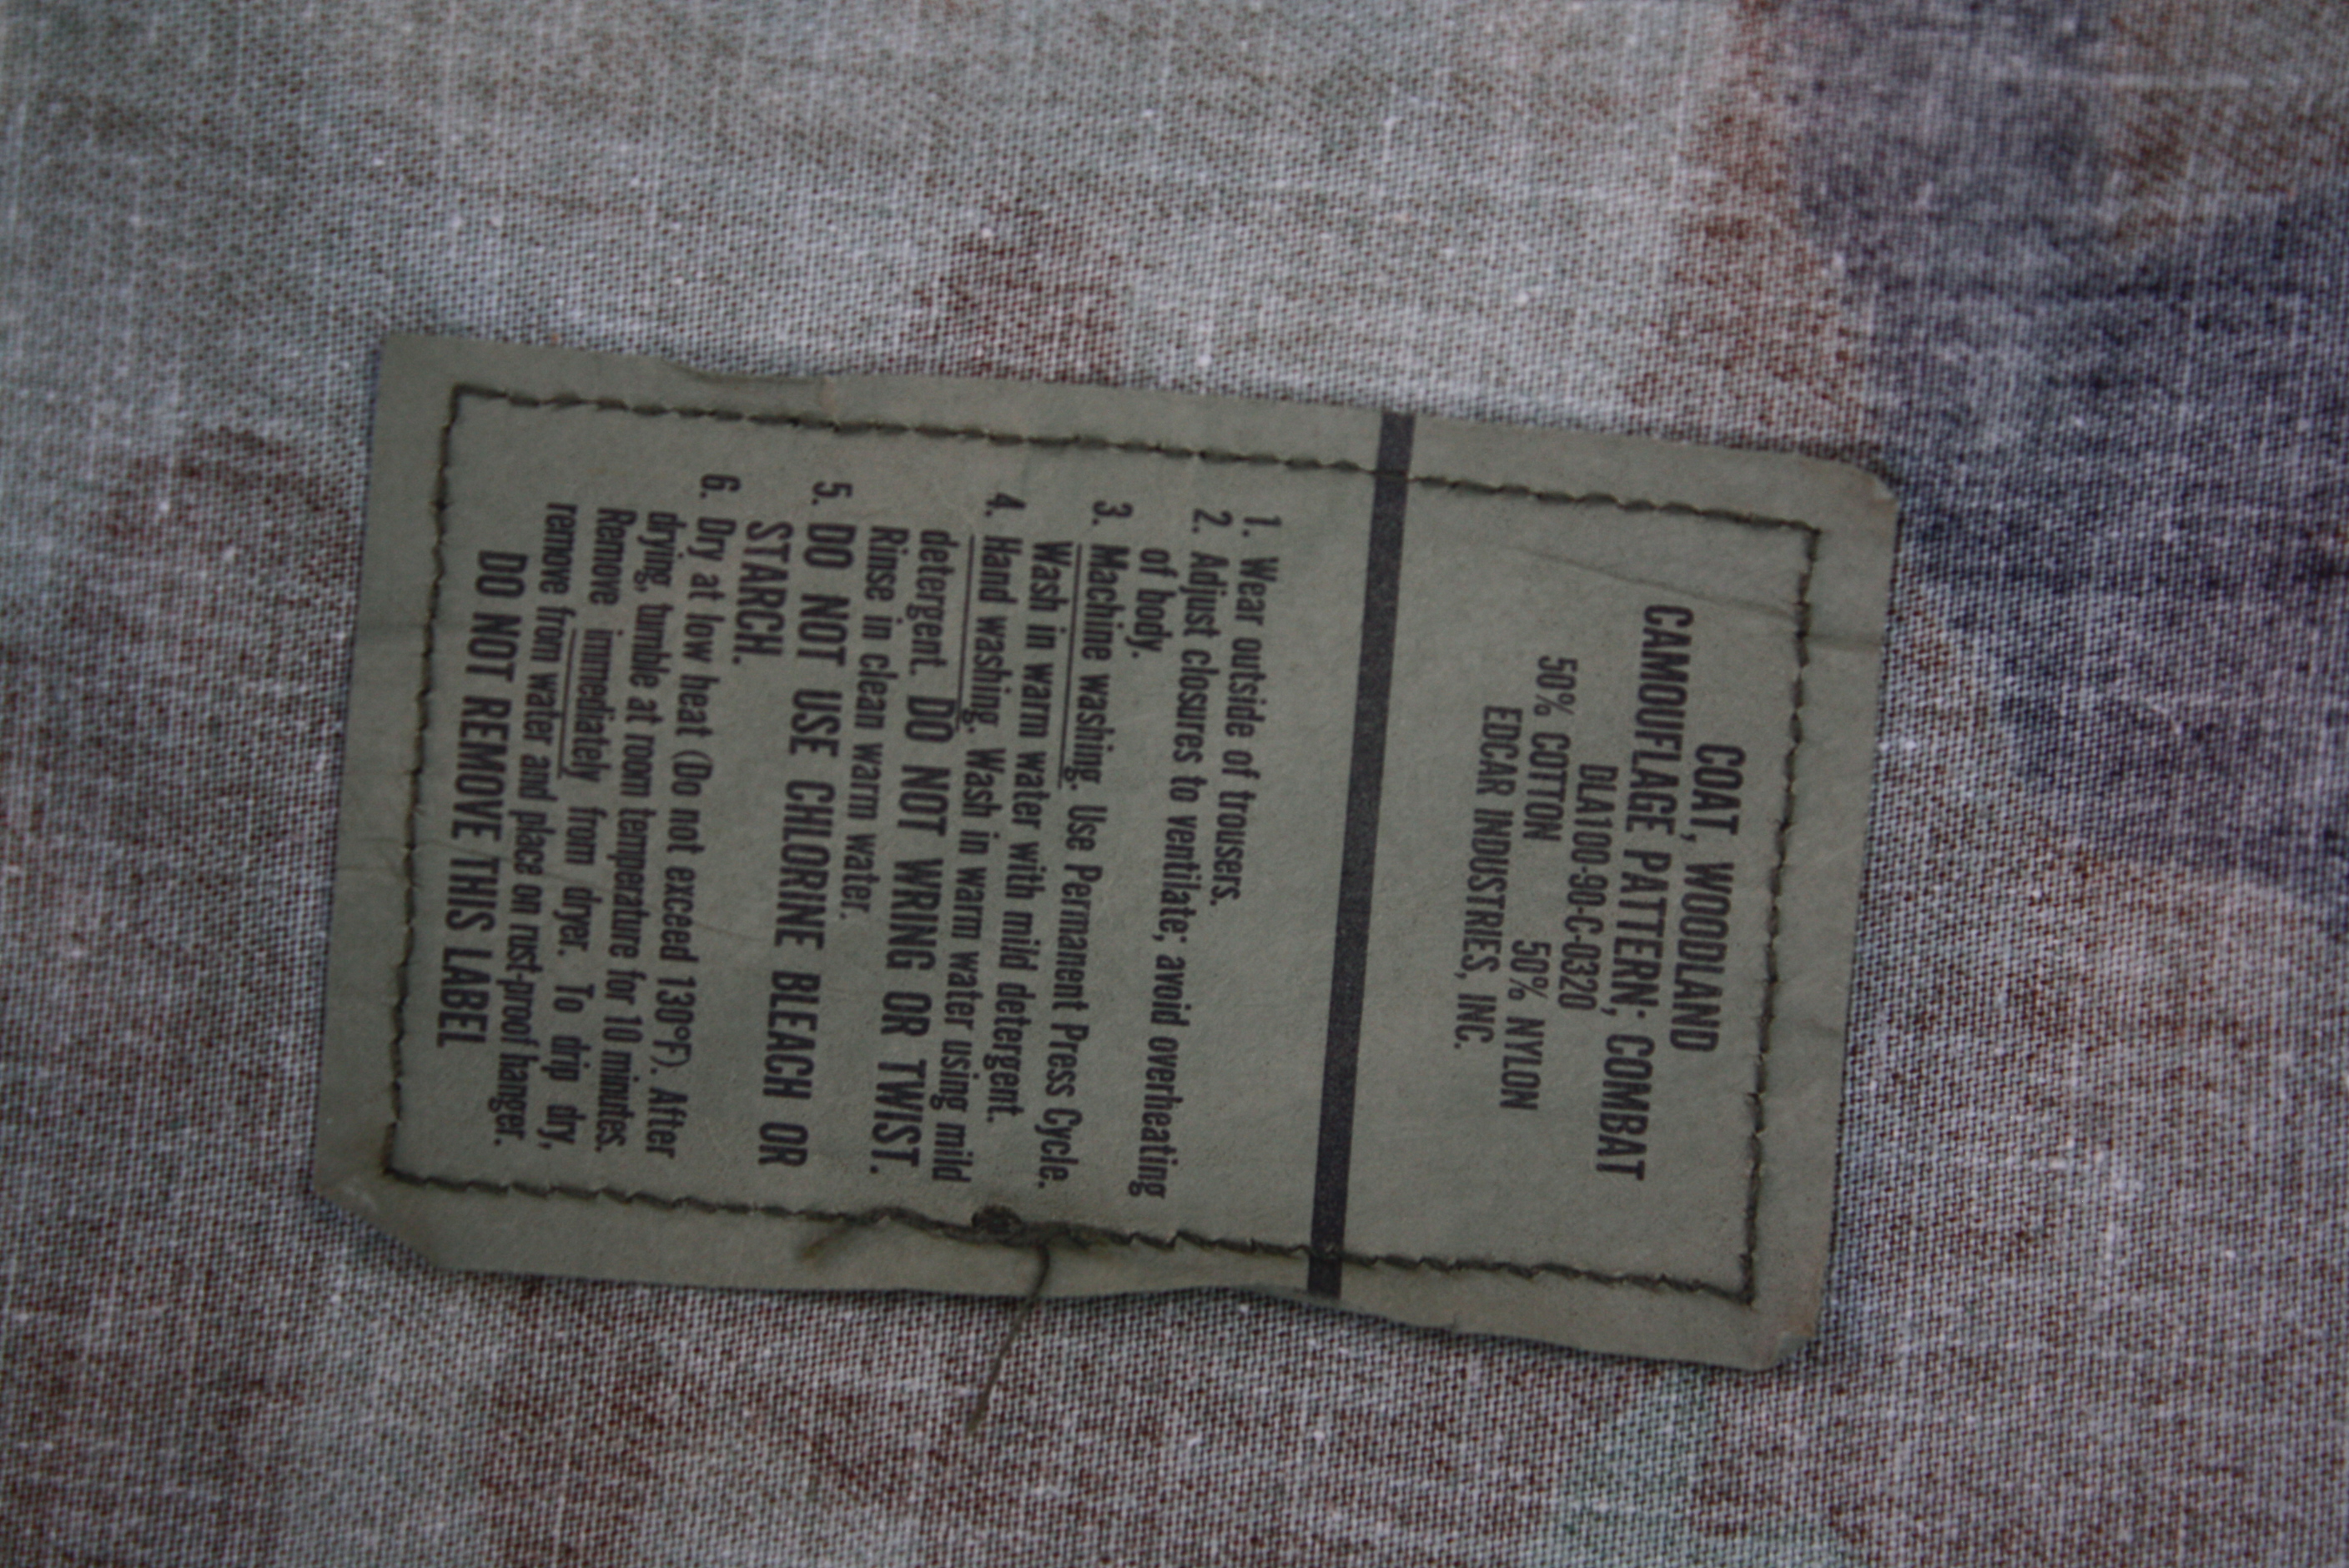 COAT, WOODLAND
CAMOUFLAGE PATTERN; COMBAT
DLA100-90-C-0320
50% COTTON 50% NYLON
EDCAR INDUSTRIES, INC.
1. Wear outside of trousers.
2. Adjust closures to ventilate; avoid overheating
of body.
3. Machine washing. Use Permanent Press Cycle.
Wash in warm water with mild detergent.
4. Hand washing. Wash in warm water using mild
detergent. DO NOT WRING OR TWIST.
Rinse in clean warm water.
5. DO NOT USE CHLORINE BLEACH OR
STARCH.
6. Dry at low heat (Do not exceed 130°F). After
drying, tumble at room temperature for 10 minutes.
Remove immediately from dryer. To drip dry,
remove from water and place on rust-proof hanger.
DO NOT REMOVE THIS LABEL